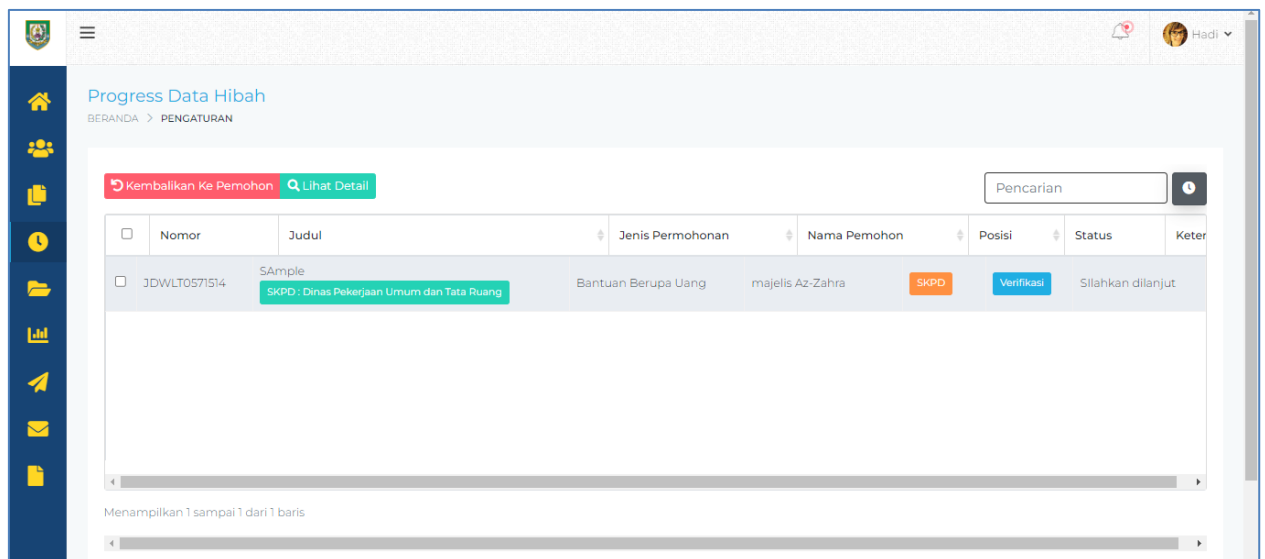 Hadi
Progress Data Hibah
BERANDA > PENGATURAN
Kembalikan Ke Pemohon Lihat Detail Pencarian
Nomor Judul Jenis Permohonan Nama Pemohon Posisi Status Keter
JDWLT0571514 SAmple Bantuan Berupa Uang majelis Az-Zahra SKPD Verifikasi SIlahkan dilanjut
SKPD : Dinas Pekerjaan Umum dan Tata Ruang
Menampilkan 1 sampai 1 dari 1 baris